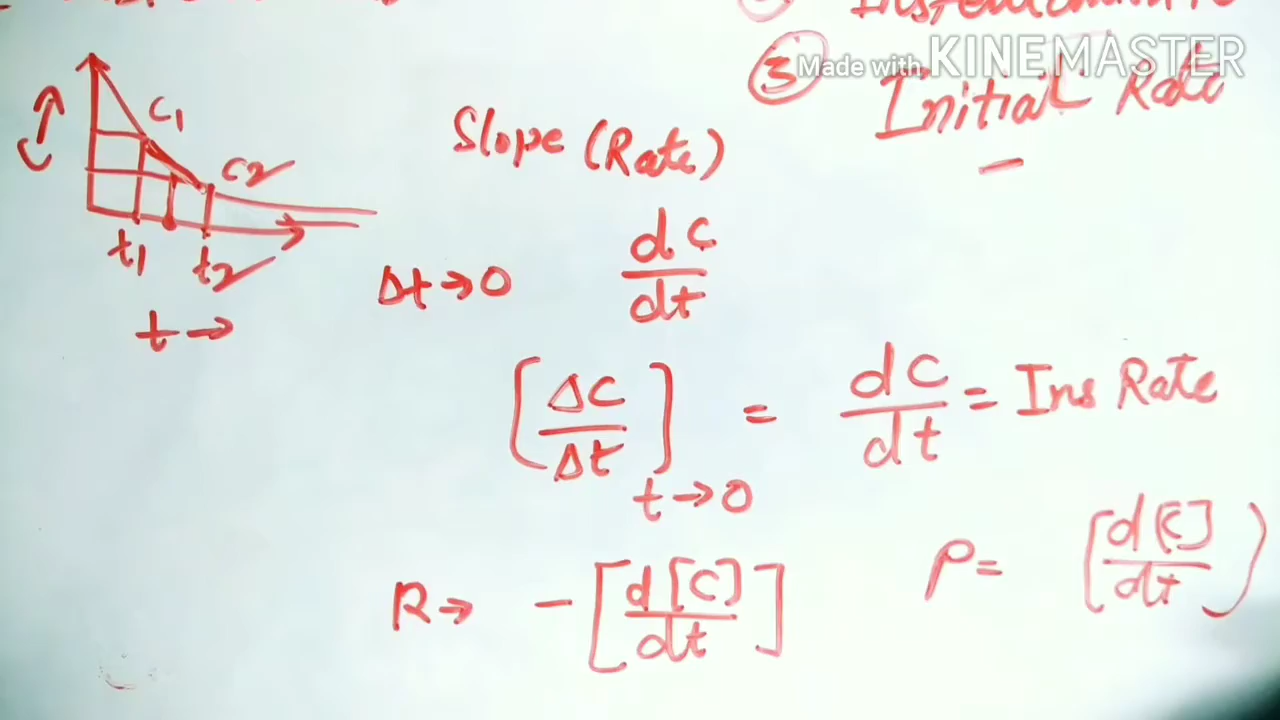 ③ Initial Rate
Made with KINEMASTER
C
C1
C2
t1
t2
t →
Slope (Rate)
Δt → 0
dc
dt
[ΔC/Δt] t → 0 = dC/dt = Ins Rate
R → - [d[C]/dt]
P = (d[C]/dt)